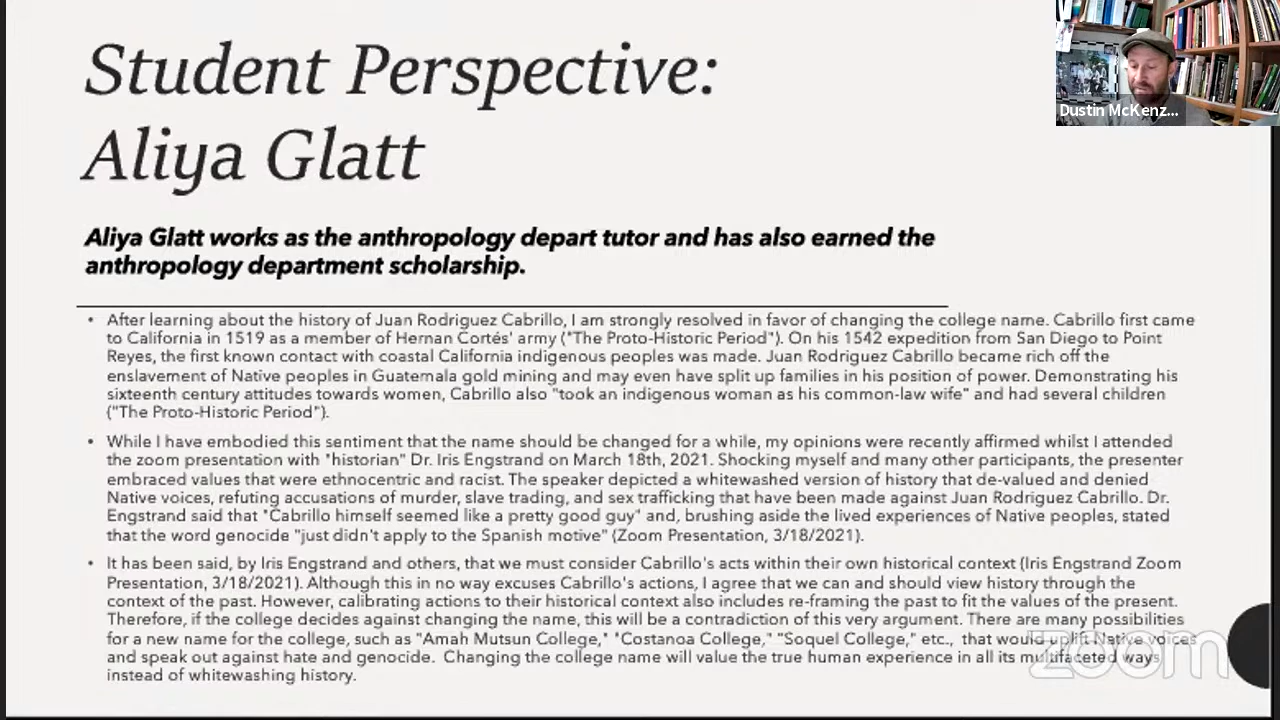 Student Perspective:
Aliya Glatt
Dustin McKenz...
Aliya Glatt works as the anthropology depart tutor and has also earned the
anthropology department scholarship.
• After learning about the history of Juan Rodriguez Cabrillo, I am strongly resolved in favor of changing the college name. Cabrillo first came
to California in 1519 as a member of Hernan Cortés' army ("The Proto-Historic Period"). On his 1542 expedition from San Diego to Point
Reyes, the first known contact with coastal California indigenous peoples was made. Juan Rodriguez Cabrillo became rich off the
enslavement of Native peoples in Guatemala gold mining and may even have split up families in his position of power. Demonstrating his
sixteenth century attitudes towards women, Cabrillo also "took an indigenous woman as his common-law wife" and had several children
("The Proto-Historic Period").
• While I have embodied this sentiment that the name should be changed for a while, my opinions were recently affirmed whilst I attended
the zoom presentation with "historian" Dr. Iris Engstrand on March 18th, 2021. Shocking myself and many other participants, the presenter
embraced values that were ethnocentric and racist. The speaker depicted a whitewashed version of history that de-valued and denied
Native voices, refuting accusations of murder, slave trading, and sex trafficking that have been made against Juan Rodriguez Cabrillo. Dr.
Engstrand said that "Cabrillo himself seemed like a pretty good guy" and, brushing aside the lived experiences of Native peoples, stated
that the word genocide "just didn't apply to the Spanish motive" (Zoom Presentation, 3/18/2021).
• It has been said, by Iris Engstrand and others, that we must consider Cabrillo's acts within their own historical context (Iris Engstrand Zoom
Presentation, 3/18/2021). Although this in no way excuses Cabrillo's actions, I agree that we can and should view history through the
context of the past. However, calibrating actions to their historical context also includes re-framing the past to fit the values of the present.
Therefore, if the college decides against changing the name, this will be a contradiction of this very argument. There are many possibilities
for a new name for the college, such as "Amah Mutsun College," "Costanoa College," "Soquel College," etc., that would uplift Native voices
and speak out against hate and genocide. Changing the college name will value the true human experience in all its multifaceted ways
instead of whitewashing history.
zoom